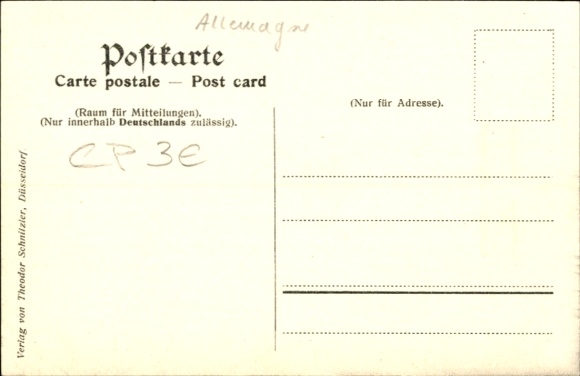 Allemagne
Poſtkarte
Carte postale — Post card
(Raum für Mitteilungen).
(Nur innerhalb Deutschlands zulässig).
CP 3€
(Nur für Adresse).
Verlag von Theodor Schnitzler, Düsseldorf.